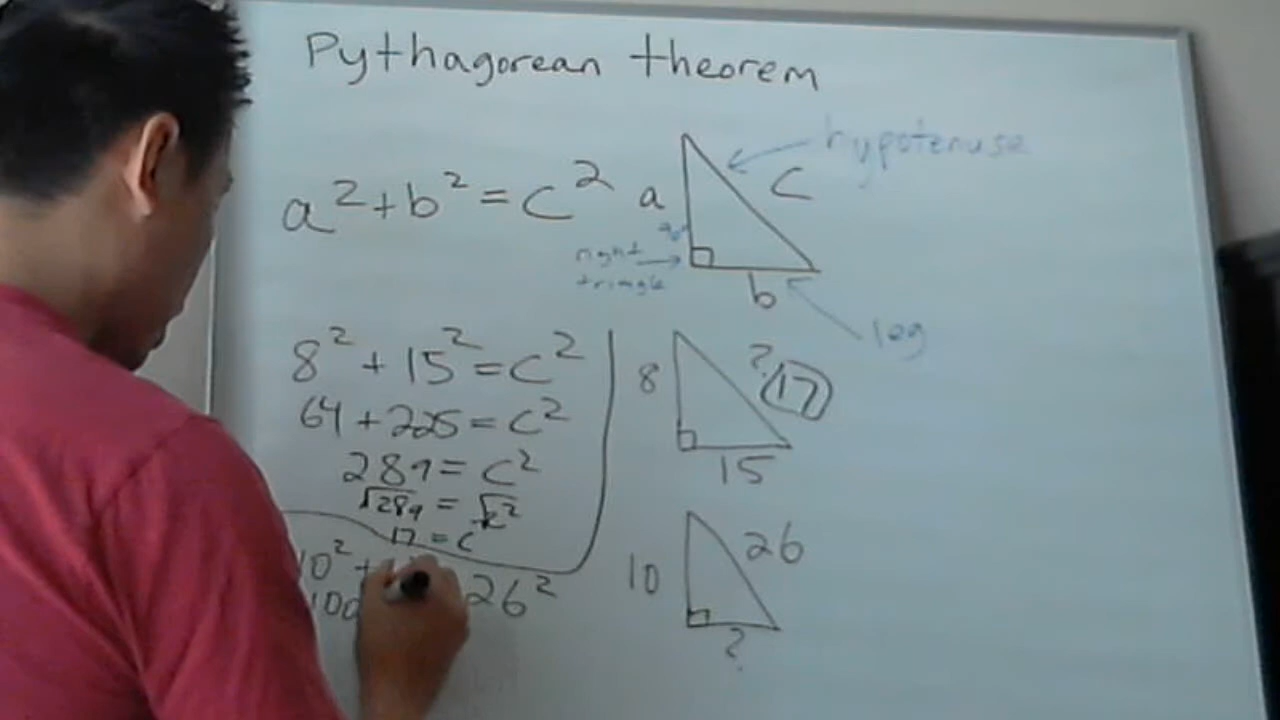 Pythagorean theorem
a² + b² = c²
a
hypotenuse
c
right
triangle
b
leg
8² + 15² = c²
64 + 225 = c²
289 = c²
√289 = √c²
17 = c
8
?
17
15
10² +
26²
100
10
26
?